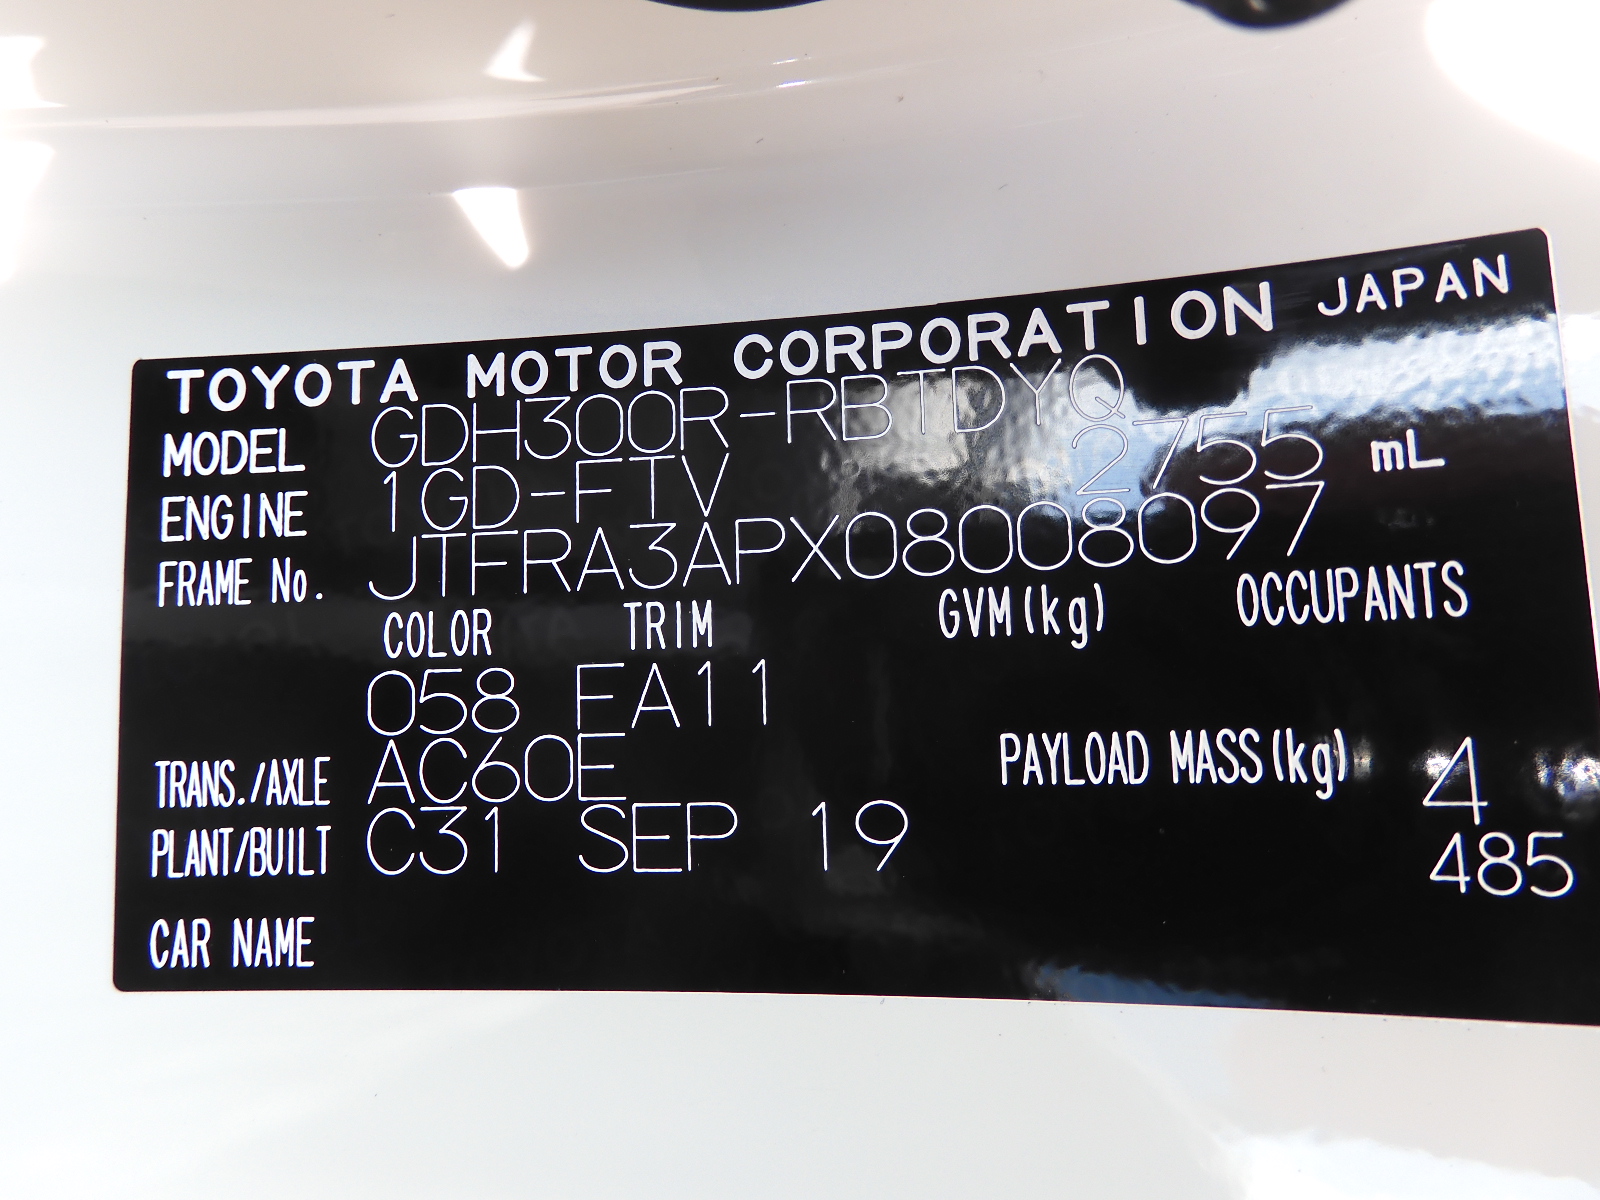 TOYOTA MOTOR CORPORATION JAPAN
MODEL GDH300R-RBTDYQ
ENGINE 1GD-FTV 2755 mL
FRAME No. JTFRA3APX08008097
COLOR TRIM GVM(kg) OCCUPANTS
058 FA11
TRANS./AXLE AC60E PAYLOAD MASS(kg) 4
PLANT/BUILT C31 SEP 19 485
CAR NAME